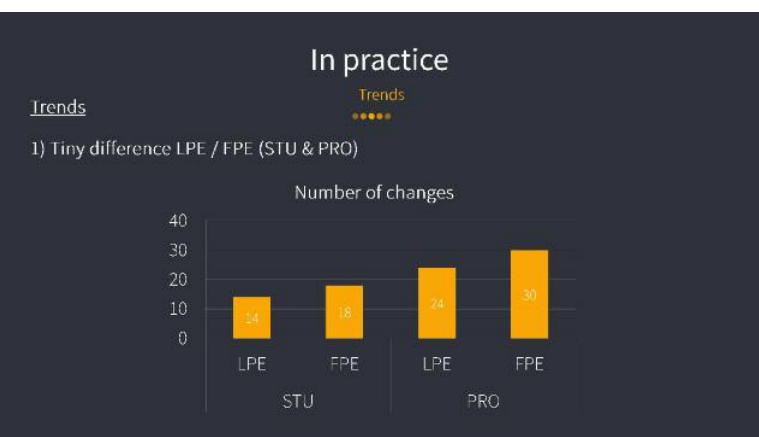 In practice
Trends
Trends
1) Tiny difference LPE / FPE (STU & PRO)
Number of changes
40
30
20
10
0
14
18
24
30
LPE
FPE
LPE
FPE
STU
PRO